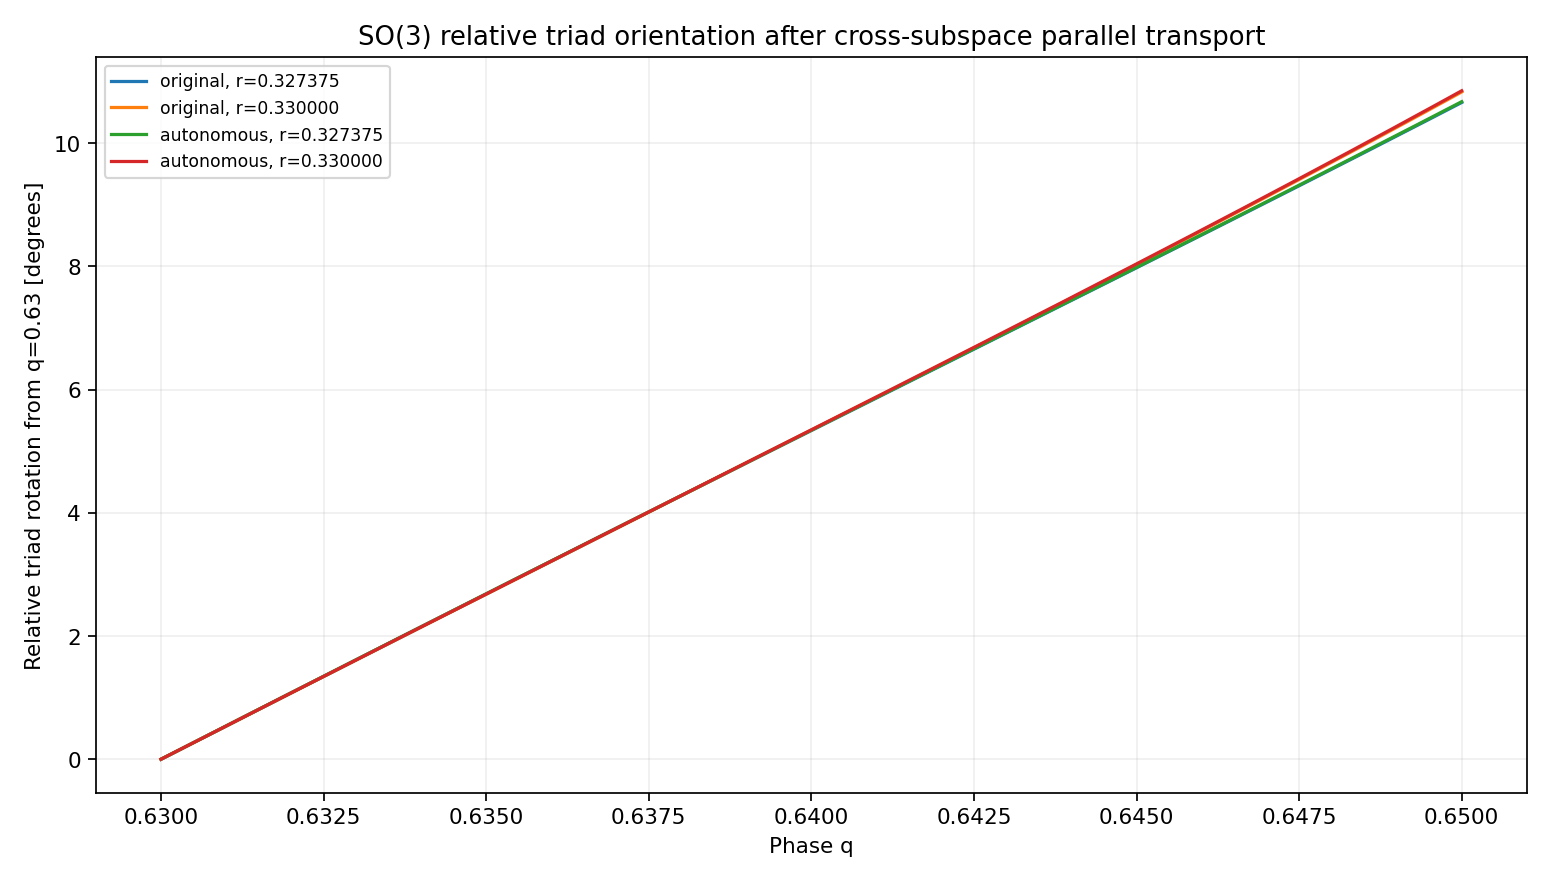 SO(3) relative triad orientation after cross-subspace parallel transport
original, r=0.327375
original, r=0.330000
autonomous, r=0.327375
autonomous, r=0.330000
Relative triad rotation from q=0.63 [degrees]
10
8
6
4
2
0
0.6300 0.6325 0.6350 0.6375 0.6400 0.6425 0.6450 0.6475 0.6500
Phase q